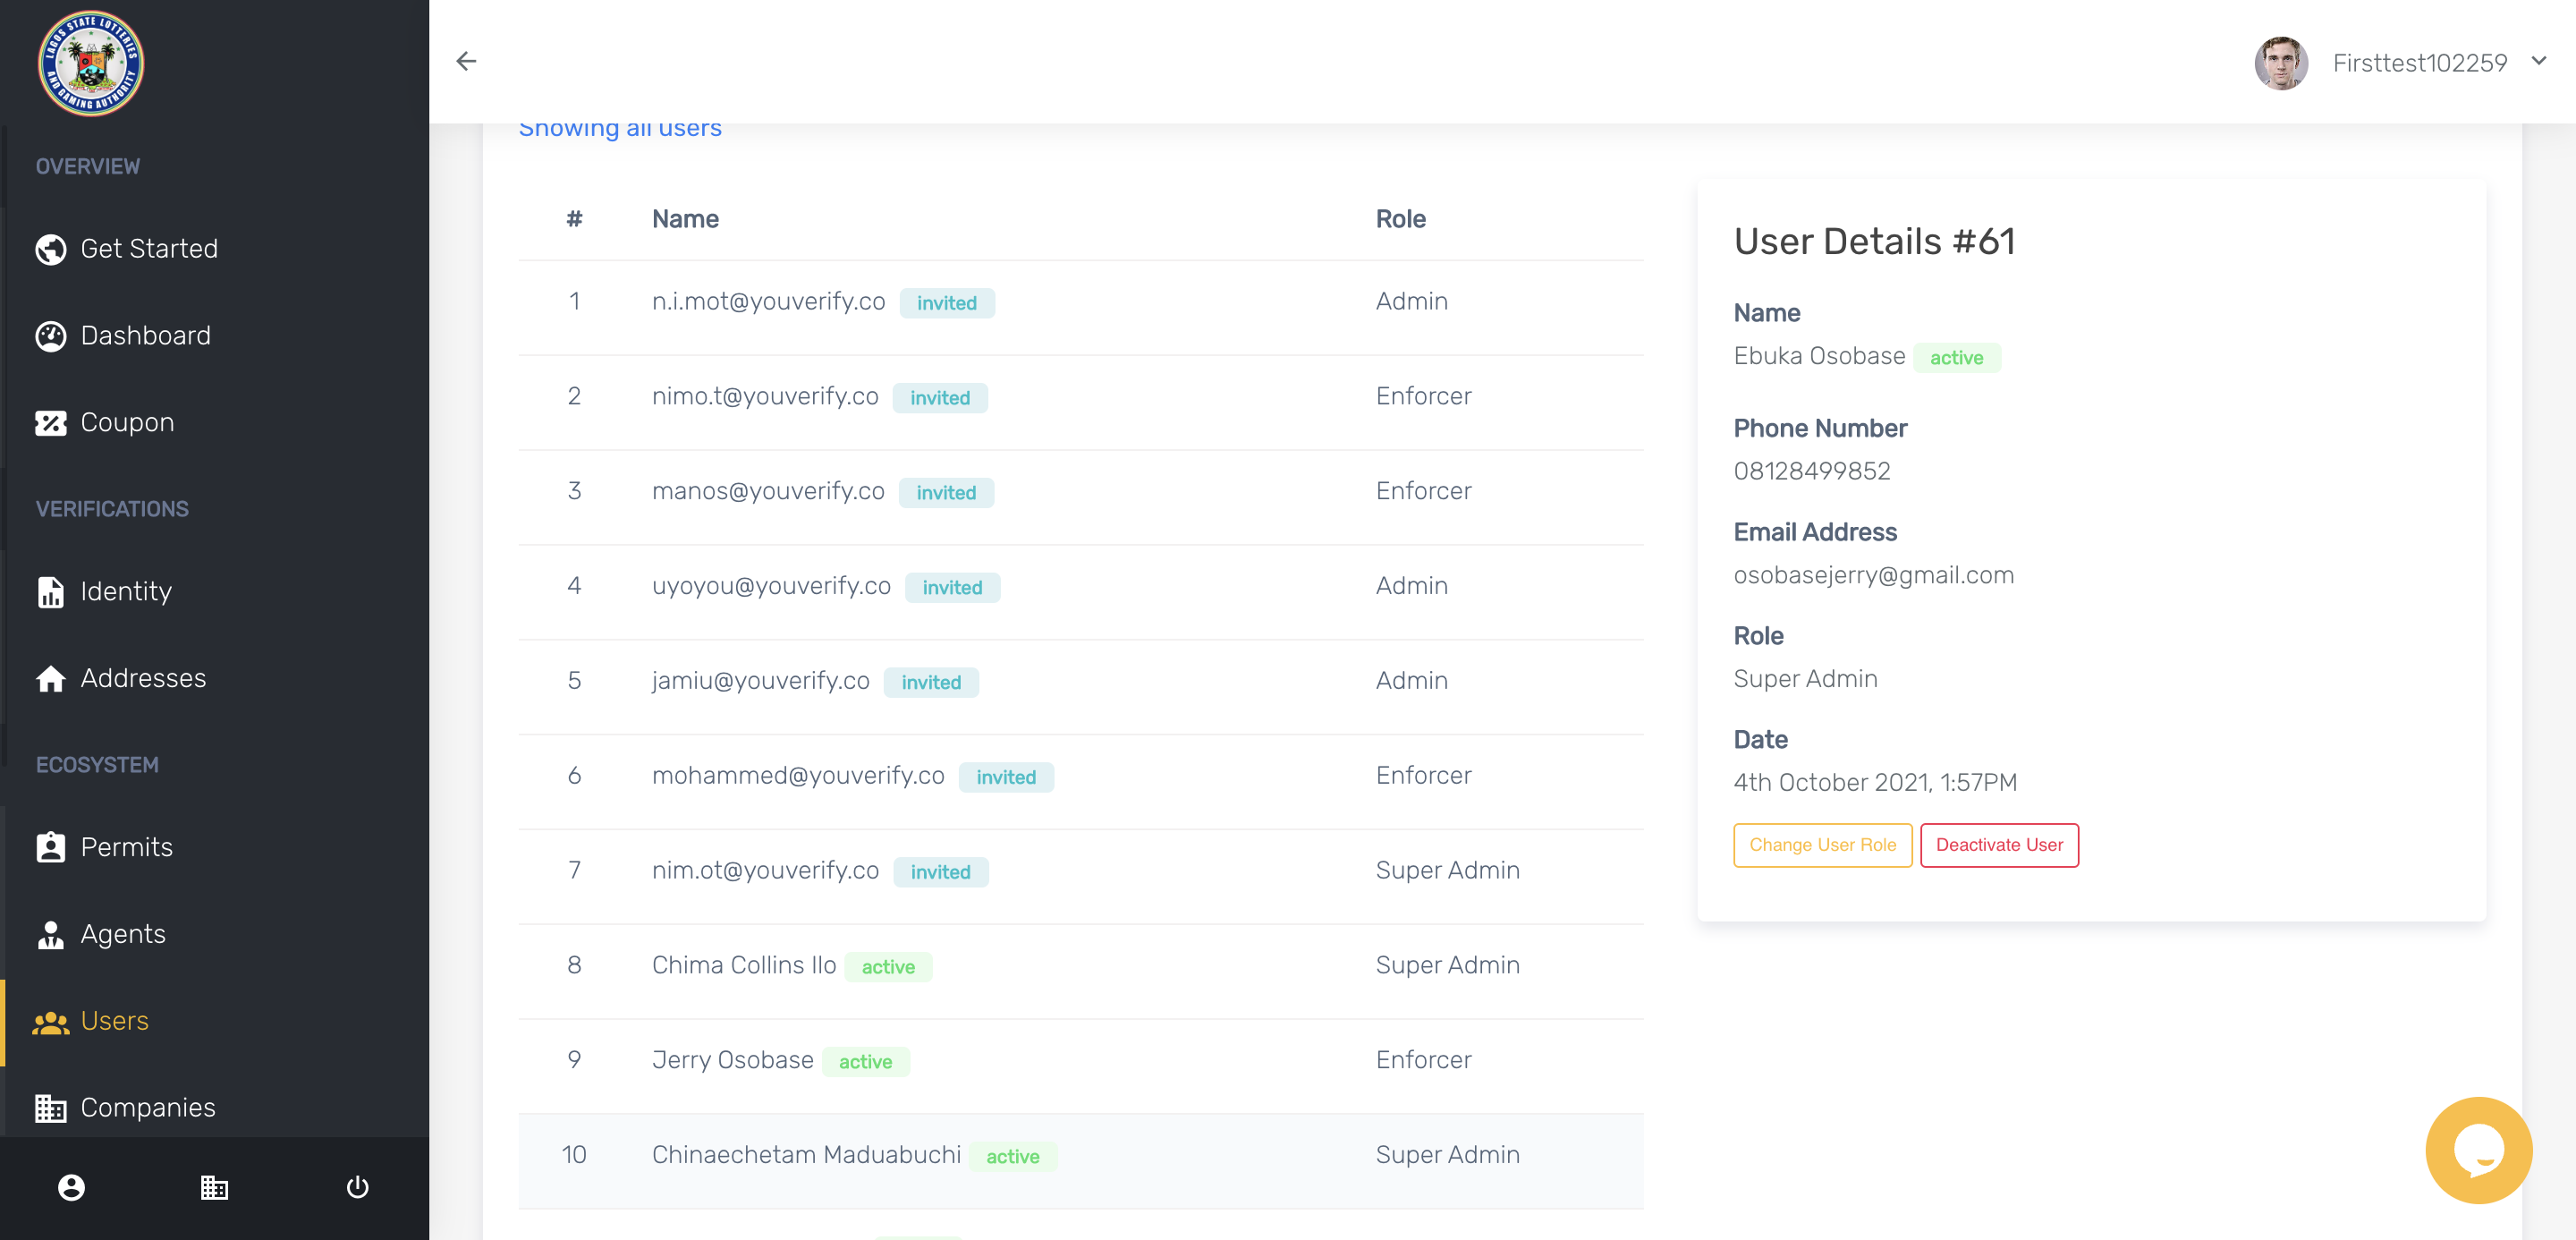 LAGOS STATE LOTTERIES
AND GAMING AUTHORITY
OVERVIEW
Get Started
Dashboard
Coupon
VERIFICATIONS
Identity
Addresses
ECOSYSTEM
Permits
Agents
Users
Companies
Firsttest102259
Showing all users
# Name Role
1 n.i.mot@youverify.co invited Admin
2 nimo.t@youverify.co invited Enforcer
3 manos@youverify.co invited Enforcer
4 uyoyou@youverify.co invited Admin
5 jamiu@youverify.co invited Admin
6 mohammed@youverify.co invited Enforcer
7 nim.ot@youverify.co invited Super Admin
8 Chima Collins Ilo active Super Admin
9 Jerry Osobase active Enforcer
10 Chinaechetam Maduabuchi active Super Admin
User Details #61
Name
Ebuka Osobase active
Phone Number
08128499852
Email Address
osobasejerry@gmail.com
Role
Super Admin
Date
4th October 2021, 1:57PM
Change User Role Deactivate User